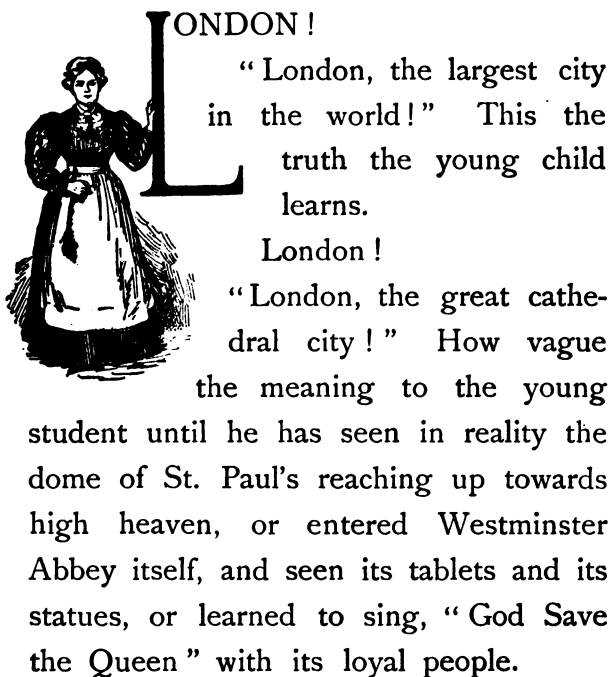 LONDON!
“London, the largest city
in the world!” This the
truth the young child
learns.
London!
“London, the great cathe-
dral city!” How vague
the meaning to the young
student until he has seen in reality the
dome of St. Paul's reaching up towards
high heaven, or entered Westminster
Abbey itself, and seen its tablets and its
statues, or learned to sing, “God Save
the Queen” with its loyal people.